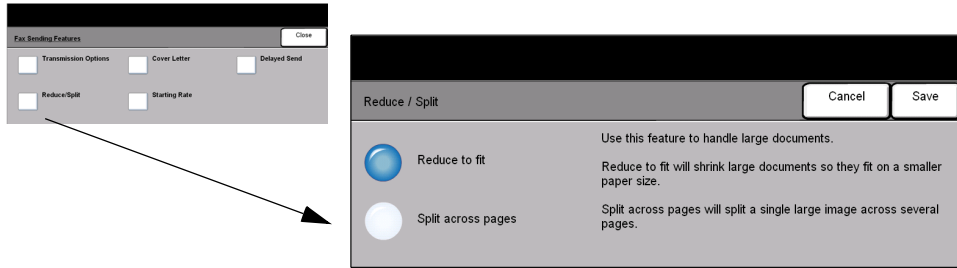 Fax Sending Features
Close
Transmission Options
Cover Letter
Delayed Send
Reduce/Split
Starting Rate
Reduce / Split
Cancel
Save
Reduce to fit
Split across pages
Use this feature to handle large documents.
Reduce to fit will shrink large documents so they fit on a smaller
paper size.
Split across pages will split a single large image across several
pages.